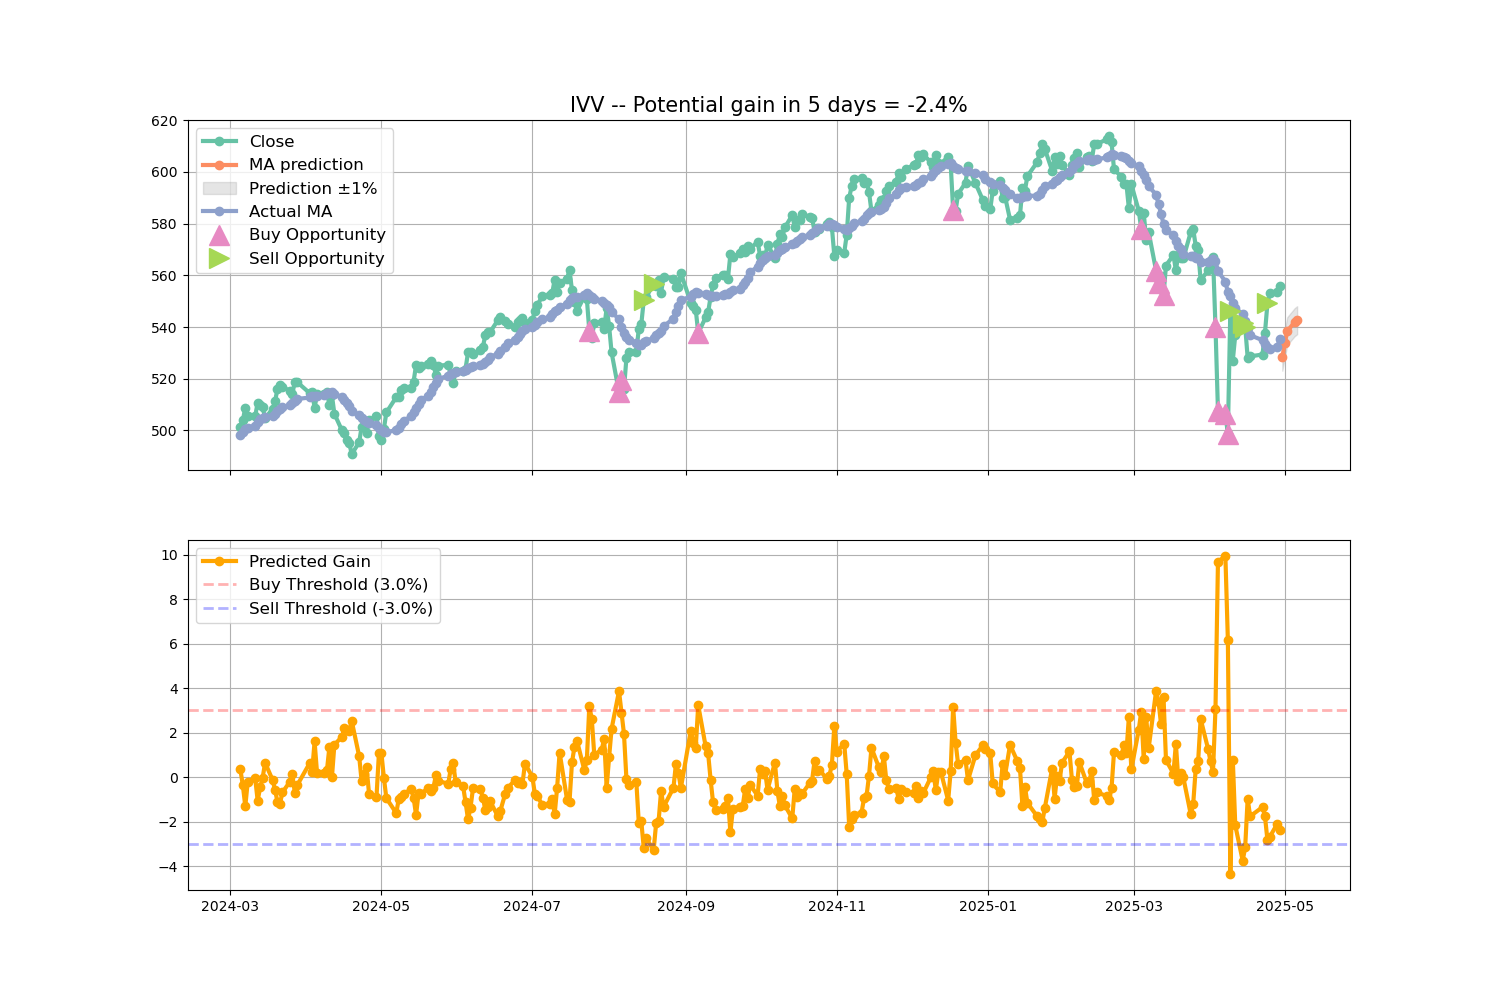 IVV -- Potential gain in 5 days = -2.4%
620
600
580
560
540
520
500
Close
MA prediction
Prediction ±1%
Actual MA
Buy Opportunity
Sell Opportunity
10
8
6
4
2
0
−2
−4
Predicted Gain
Buy Threshold (3.0%)
Sell Threshold (-3.0%)
2024-03 2024-05 2024-07 2024-09 2024-11 2025-01 2025-03 2025-05